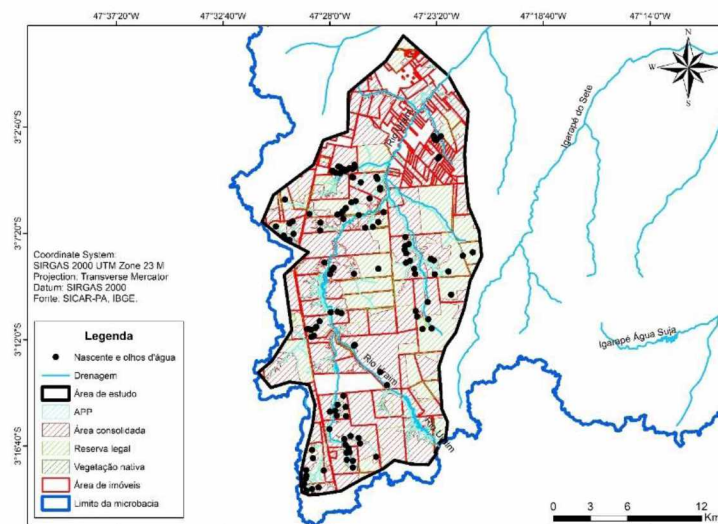 47°37'20"O 47°32'40"O 47°28'0"O 47°23'20"O 47°18'40"O 47°14'0"O
N
W E
S
3°2'40"S
3°7'20"S
3°12'0"S
3°16'40"S
Igarapé do Sete
Igarapé Água Suja
Rio Uraim
Rio Uraim
Rio Uraim
Coordinate System:
SIRGAS 2000 UTM Zone 23 M
Projection: Transverse Mercator
Datum: SIRGAS 2000
Fonte: SICAR-PA, IBGE.
Legenda
Nascente e olhos d'água
Drenagem
Área de estudo
APP
Área consolidada
Reserva legal
Vegetação nativa
Área de imóveis
Limite da microbacia
0 3 6 12
Km